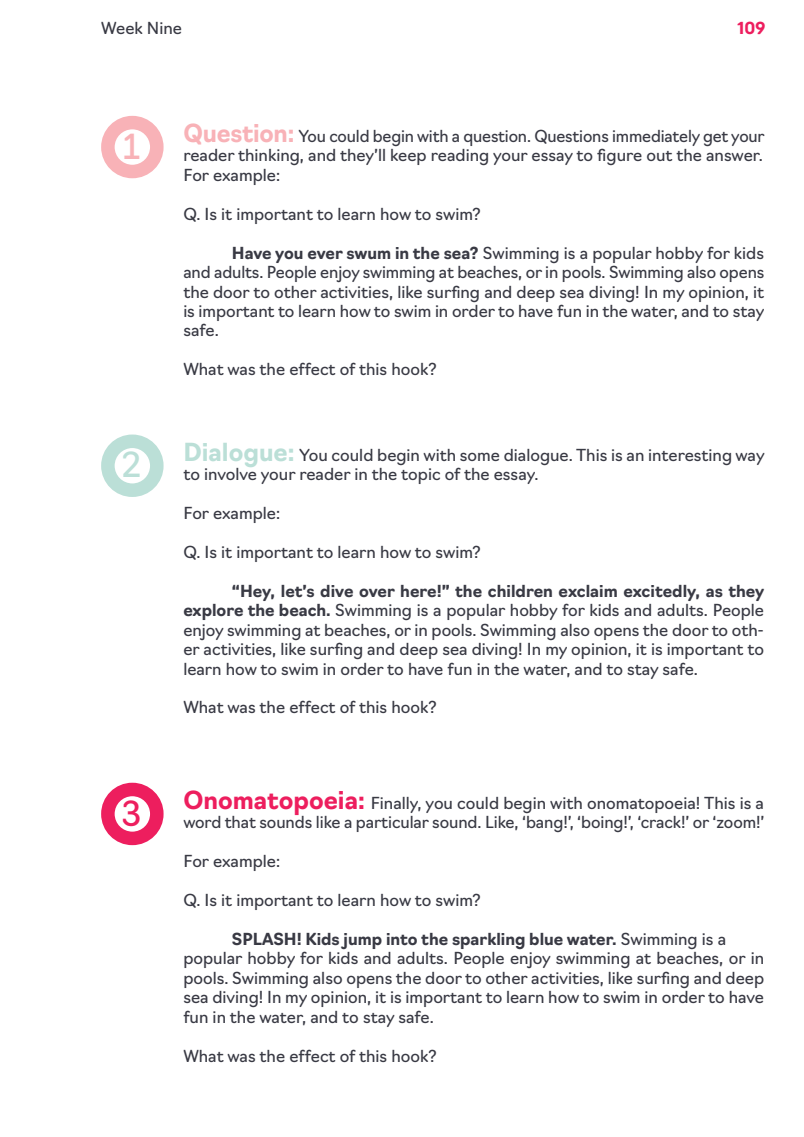 Week Nine
109
1
Question: You could begin with a question. Questions immediately get your
reader thinking, and they’ll keep reading your essay to figure out the answer.
For example:
Q. Is it important to learn how to swim?
Have you ever swum in the sea? Swimming is a popular hobby for kids
and adults. People enjoy swimming at beaches, or in pools. Swimming also opens
the door to other activities, like surfing and deep sea diving! In my opinion, it
is important to learn how to swim in order to have fun in the water, and to stay
safe.
What was the effect of this hook?
2
Dialogue: You could begin with some dialogue. This is an interesting way
to involve your reader in the topic of the essay.
For example:
Q. Is it important to learn how to swim?
“Hey, let’s dive over here!” the children exclaim excitedly, as they
explore the beach. Swimming is a popular hobby for kids and adults. People
enjoy swimming at beaches, or in pools. Swimming also opens the door to oth-
er activities, like surfing and deep sea diving! In my opinion, it is important to
learn how to swim in order to have fun in the water, and to stay safe.
What was the effect of this hook?
3
Onomatopoeia: Finally, you could begin with onomatopoeia! This is a
word that sounds like a particular sound. Like, ‘bang!’, ‘boing!’, ‘crack!’ or ‘zoom!’
For example:
Q. Is it important to learn how to swim?
SPLASH! Kids jump into the sparkling blue water. Swimming is a
popular hobby for kids and adults. People enjoy swimming at beaches, or in
pools. Swimming also opens the door to other activities, like surfing and deep
sea diving! In my opinion, it is important to learn how to swim in order to have
fun in the water, and to stay safe.
What was the effect of this hook?